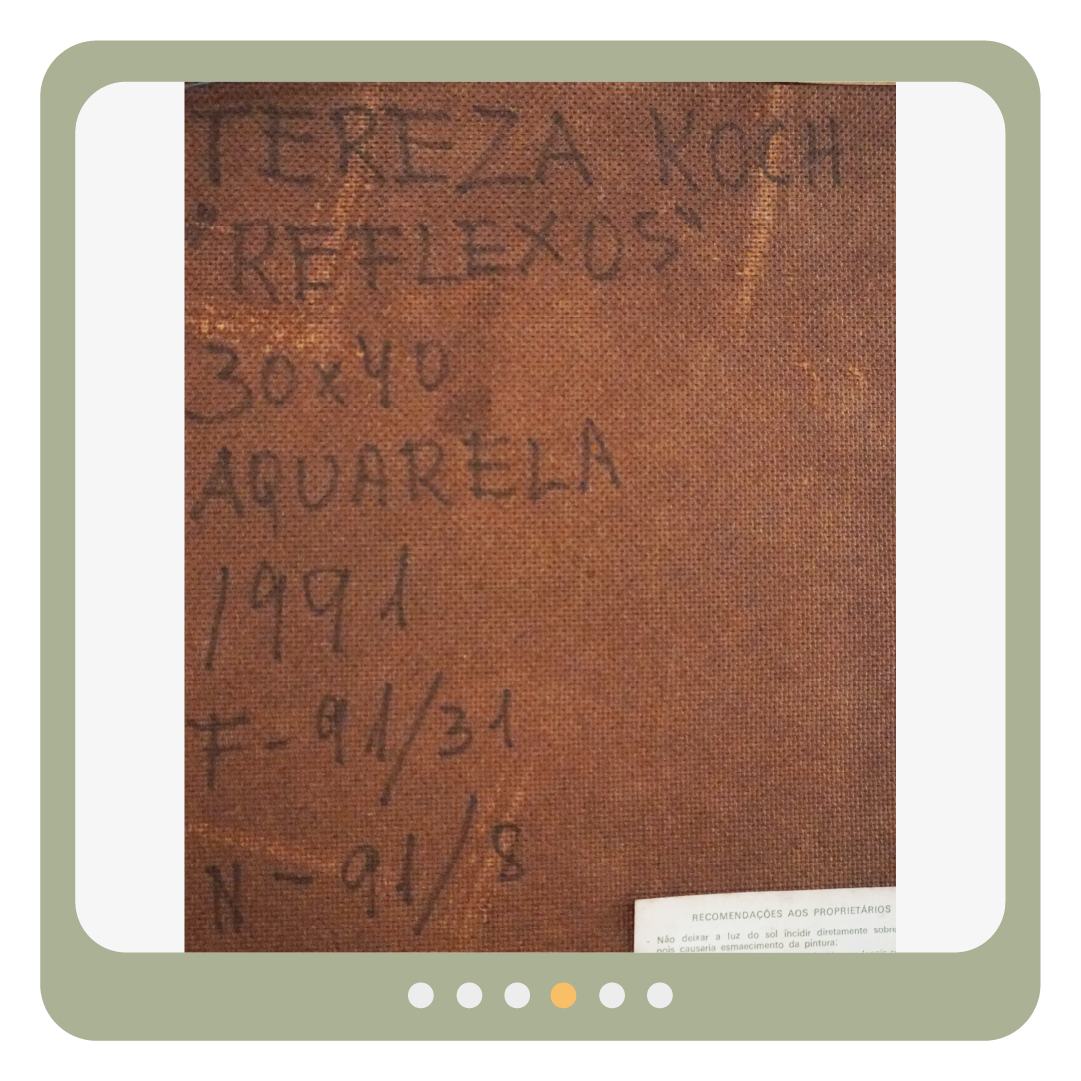 TEREZA KOCH
"REFLEXOS"
30x40
AQUARELA
1991
F-91/31
N-91/8
RECOMENDAÇÕES AOS PROPRIETÁRIOS
- Não deixar a luz do sol incidir diretamente sobre
pois causaria esmaecimento da pintura;